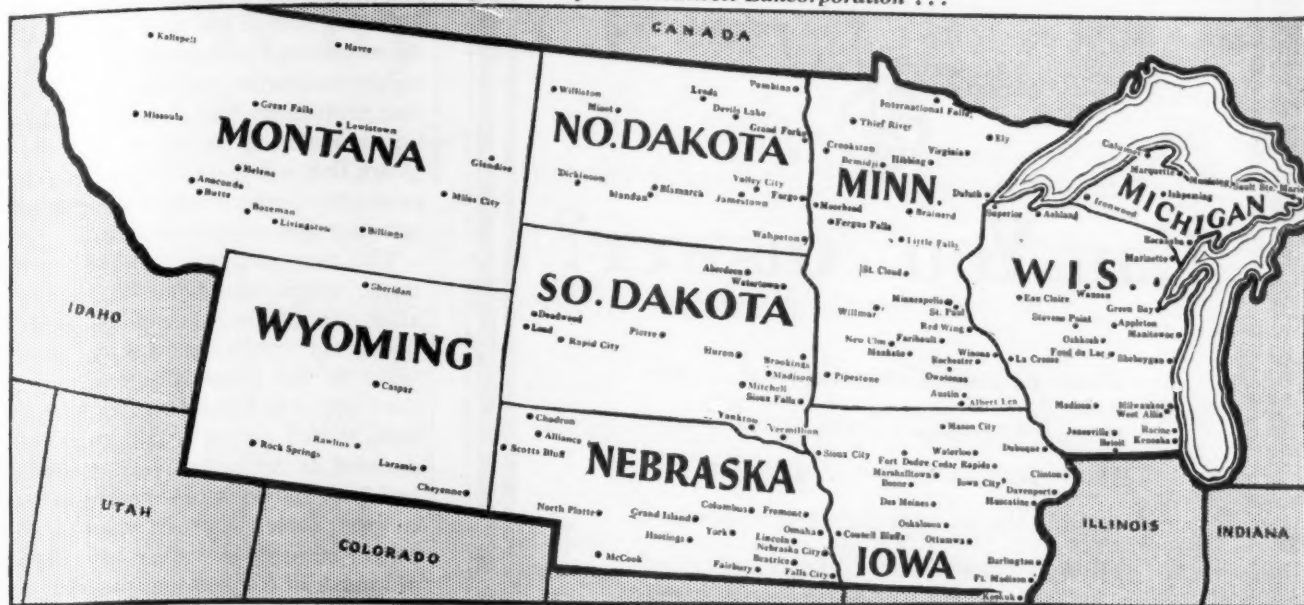 Bancorporation . . .
CANADA
MONTANA
Kalispell
Havre
Missoula
Great Falls
Lewistown
Helena
Anaconda
Butte
Bozeman
Livingston
Billings
Glendive
Miles City
NO. DAKOTA
Williston
Minot
Leeds
Pembina
Devils Lake
Grand Forks
Dickinson
Mandan
Bismarck
Valley City
Jamestown
Fargo
Wahpeton
MINN.
International Falls
Thief River
Ely
Crookston
Bemidji
Virginia
Hibbing
Duluth
Moorhead
Brainerd
Fergus Falls
Little Falls
St. Cloud
Minneapolis
St. Paul
Willmar
Red Wing
New Ulm
Faribault
Mankato
Winona
Rochester
Owatonna
Pipestone
Austin
Albert Lea
MICHIGAN
Calumet
Marquette
Munising
Sault Ste. Marie
Ishpeming
Ironwood
Escanaba
WIS.
Superior
Ashland
Marinette
Eau Claire
Wausau
Green Bay
Stevens Point
Appleton
Manitowoc
Oshkosh
Fond du Lac
Sheboygan
La Crosse
Madison
Milwaukee
West Allis
Janesville
Racine
Beloit
Kenosha
IDAHO
WYOMING
Sheridan
Casper
Rock Springs
Rawlins
Laramie
Cheyenne
SO. DAKOTA
Aberdeen
Watertown
Deadwood
Lead
Rapid City
Pierre
Huron
Brookings
Madison
Mitchell
Sioux Falls
Yankton
Vermillion
NEBRASKA
Chadron
Alliance
Scotts Bluff
North Platte
Grand Island
Columbus
Fremont
Hastings
York
Omaha
Lincoln
Nebraska City
McCook
Beatrice
Fairbury
Falls City
IOWA
Mason City
Sioux City
Waterloo
Dubuque
Fort Dodge
Cedar Rapids
Marshalltown
Boone
Iowa City
Clinton
Davenport
Muscatine
Des Moines
Oskaloosa
Council Bluffs
Ottumwa
Burlington
Ft. Madison
Keokuk
UTAH
COLORADO
ILLINOIS
INDIANA